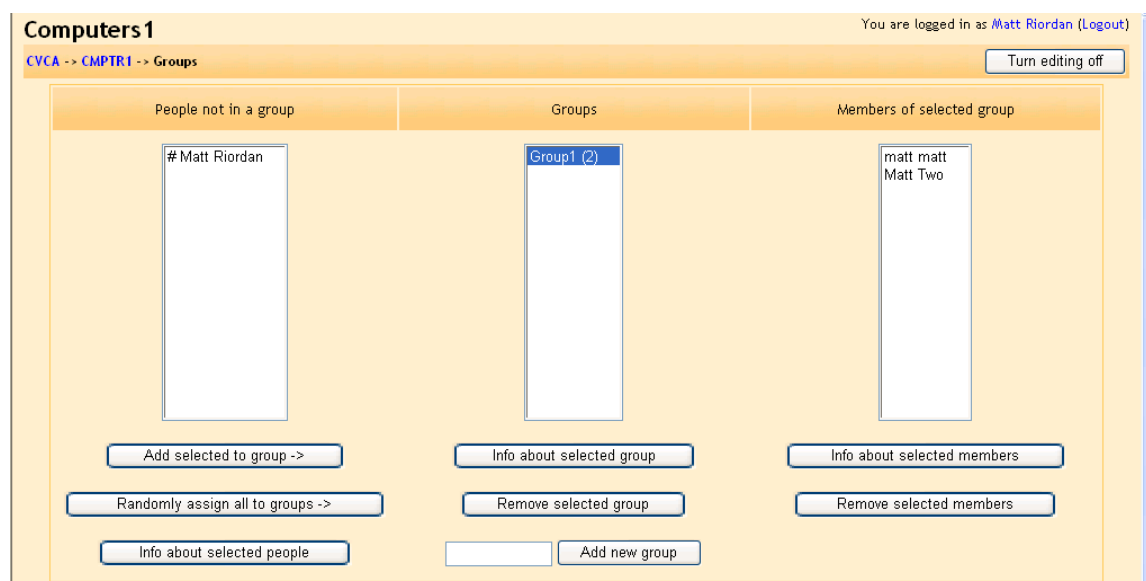 Computers1
You are logged in as Matt Riordan (Logout)
CVCA -> CMPTR1 -> Groups
Turn editing off
People not in a group
Groups
Members of selected group
# Matt Riordan
Group1 (2)
matt matt
Matt Two
Add selected to group ->
Info about selected group
Info about selected members
Randomly assign all to groups ->
Remove selected group
Remove selected members
Info about selected people
Add new group